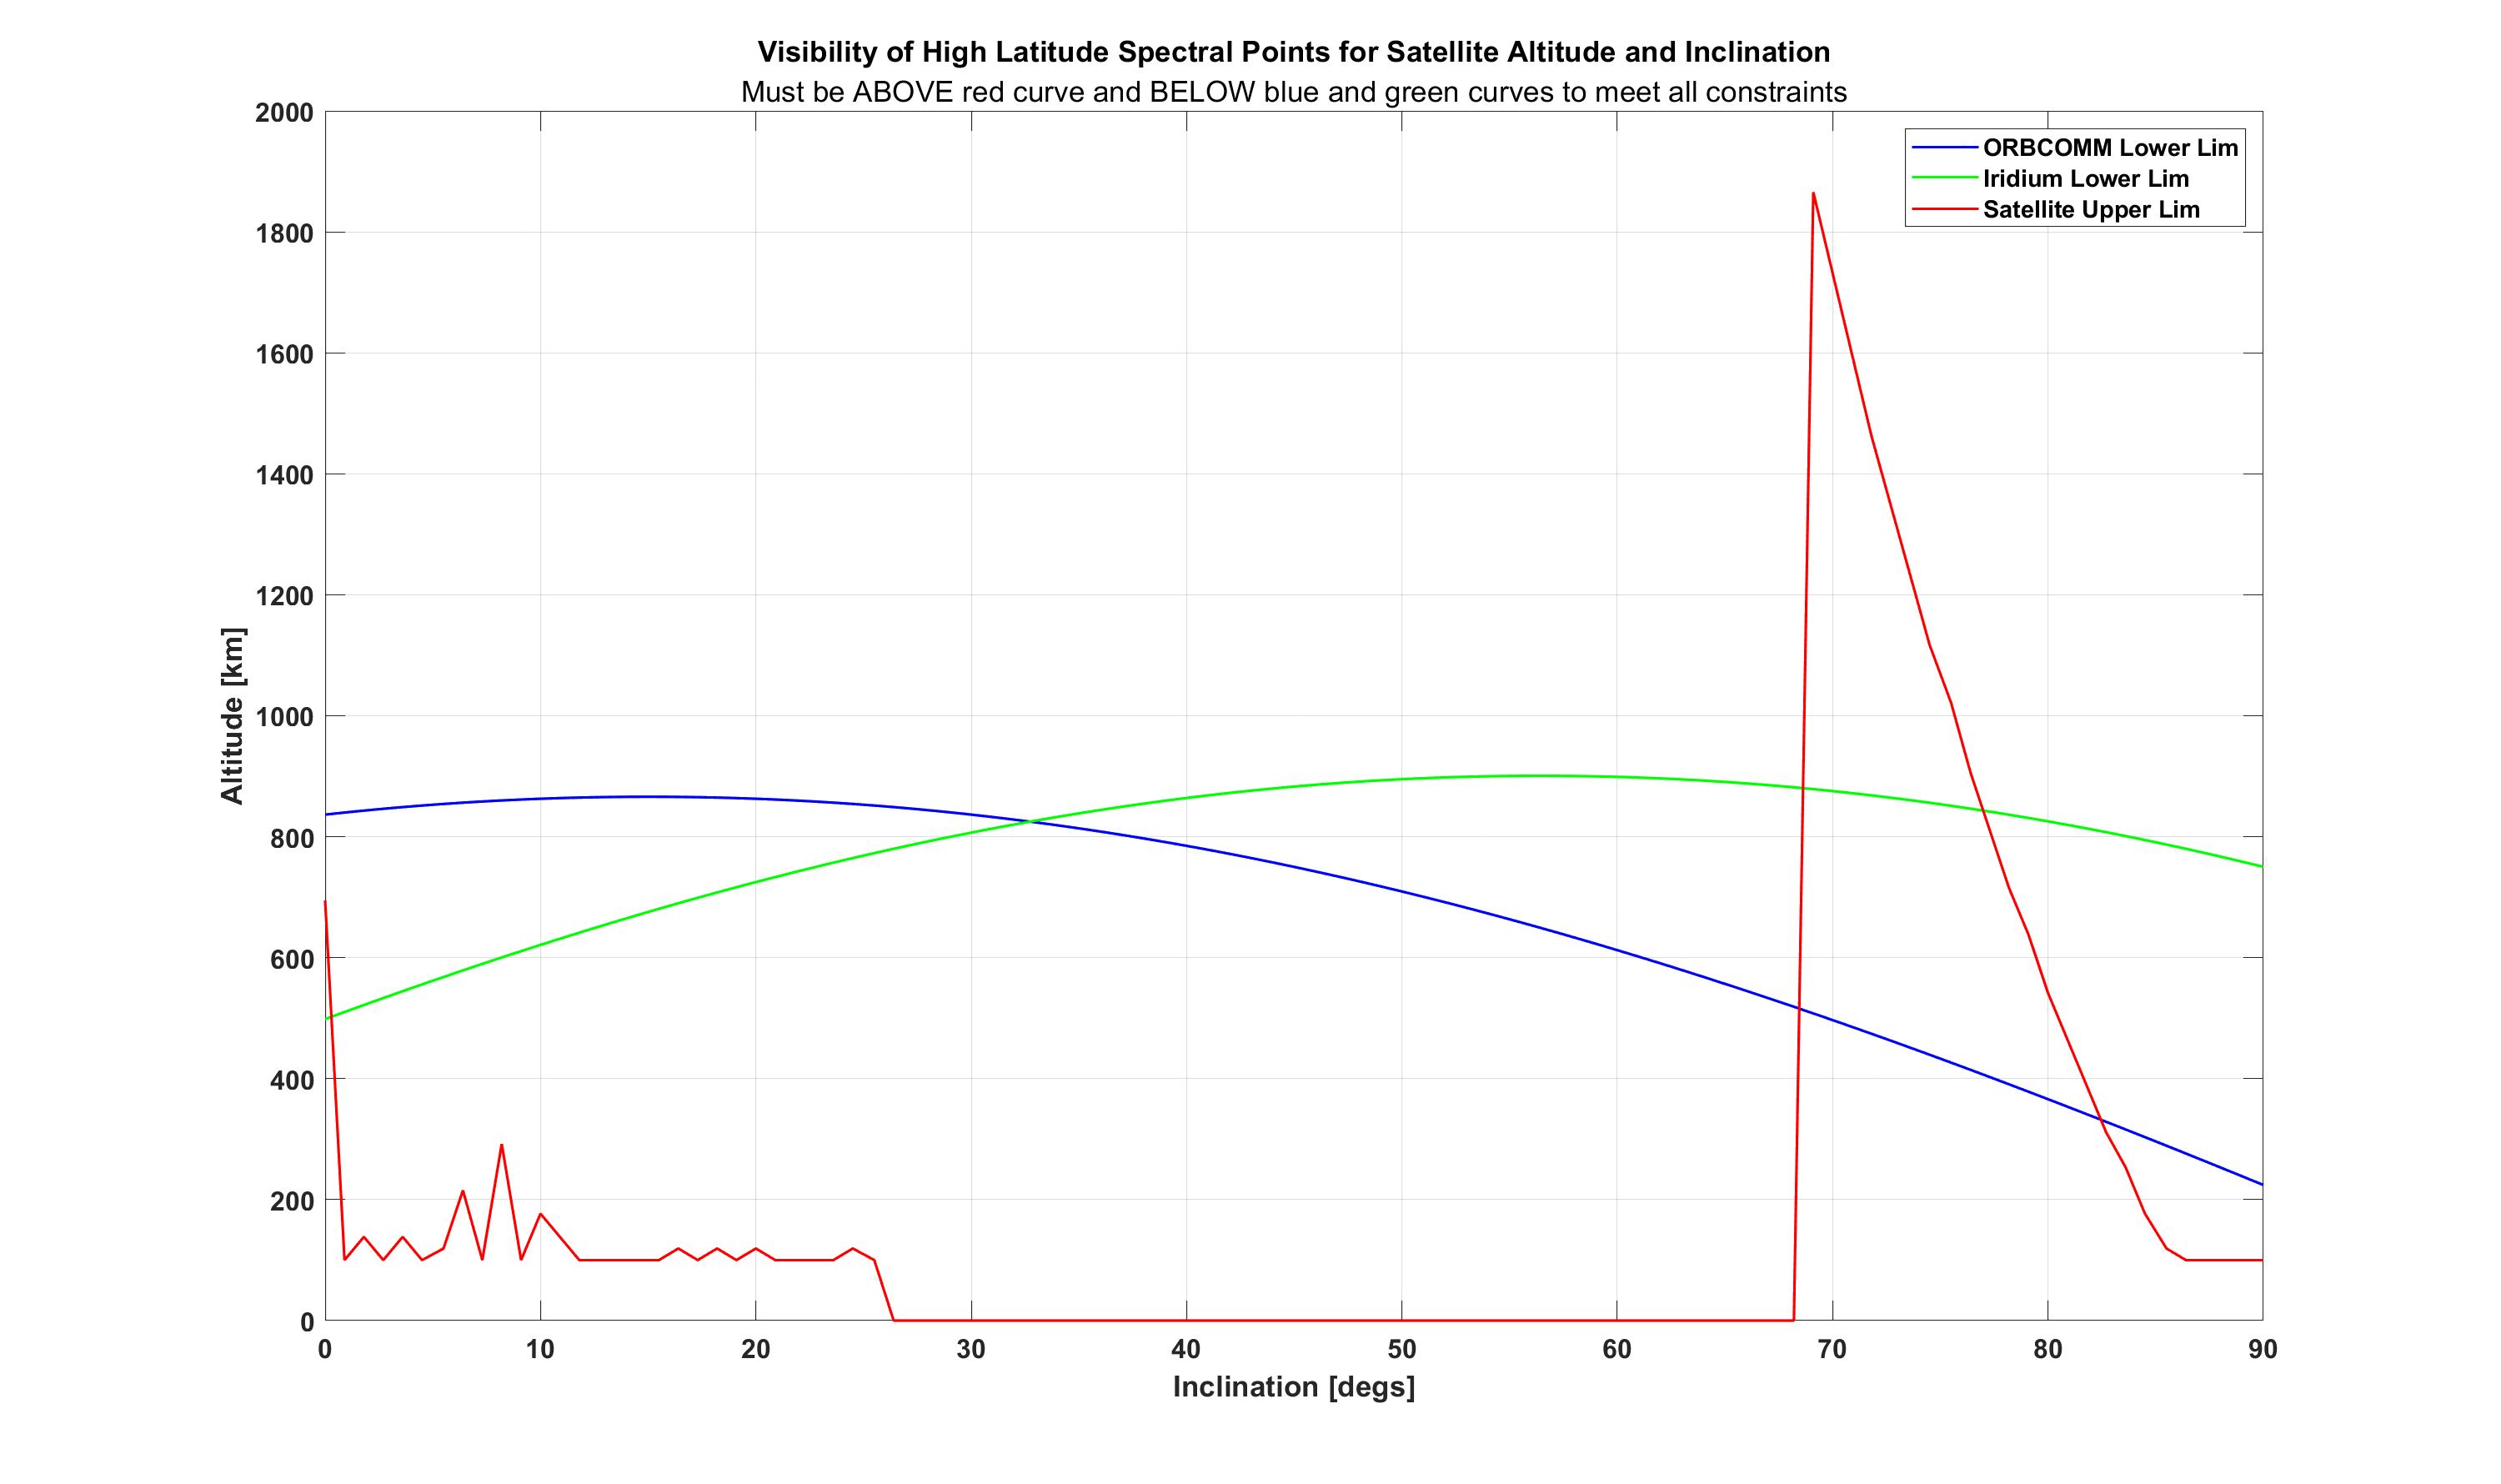 Visibility of High Latitude Spectral Points for Satellite Altitude and Inclination
Must be ABOVE red curve and BELOW blue and green curves to meet all constraints
ORBCOMM Lower Lim
Iridium Lower Lim
Satellite Upper Lim
2000
1800
1600
1400
1200
1000
800
600
400
200
0
Altitude [km]
0 10 20 30 40 50 60 70 80 90
Inclination [degs]